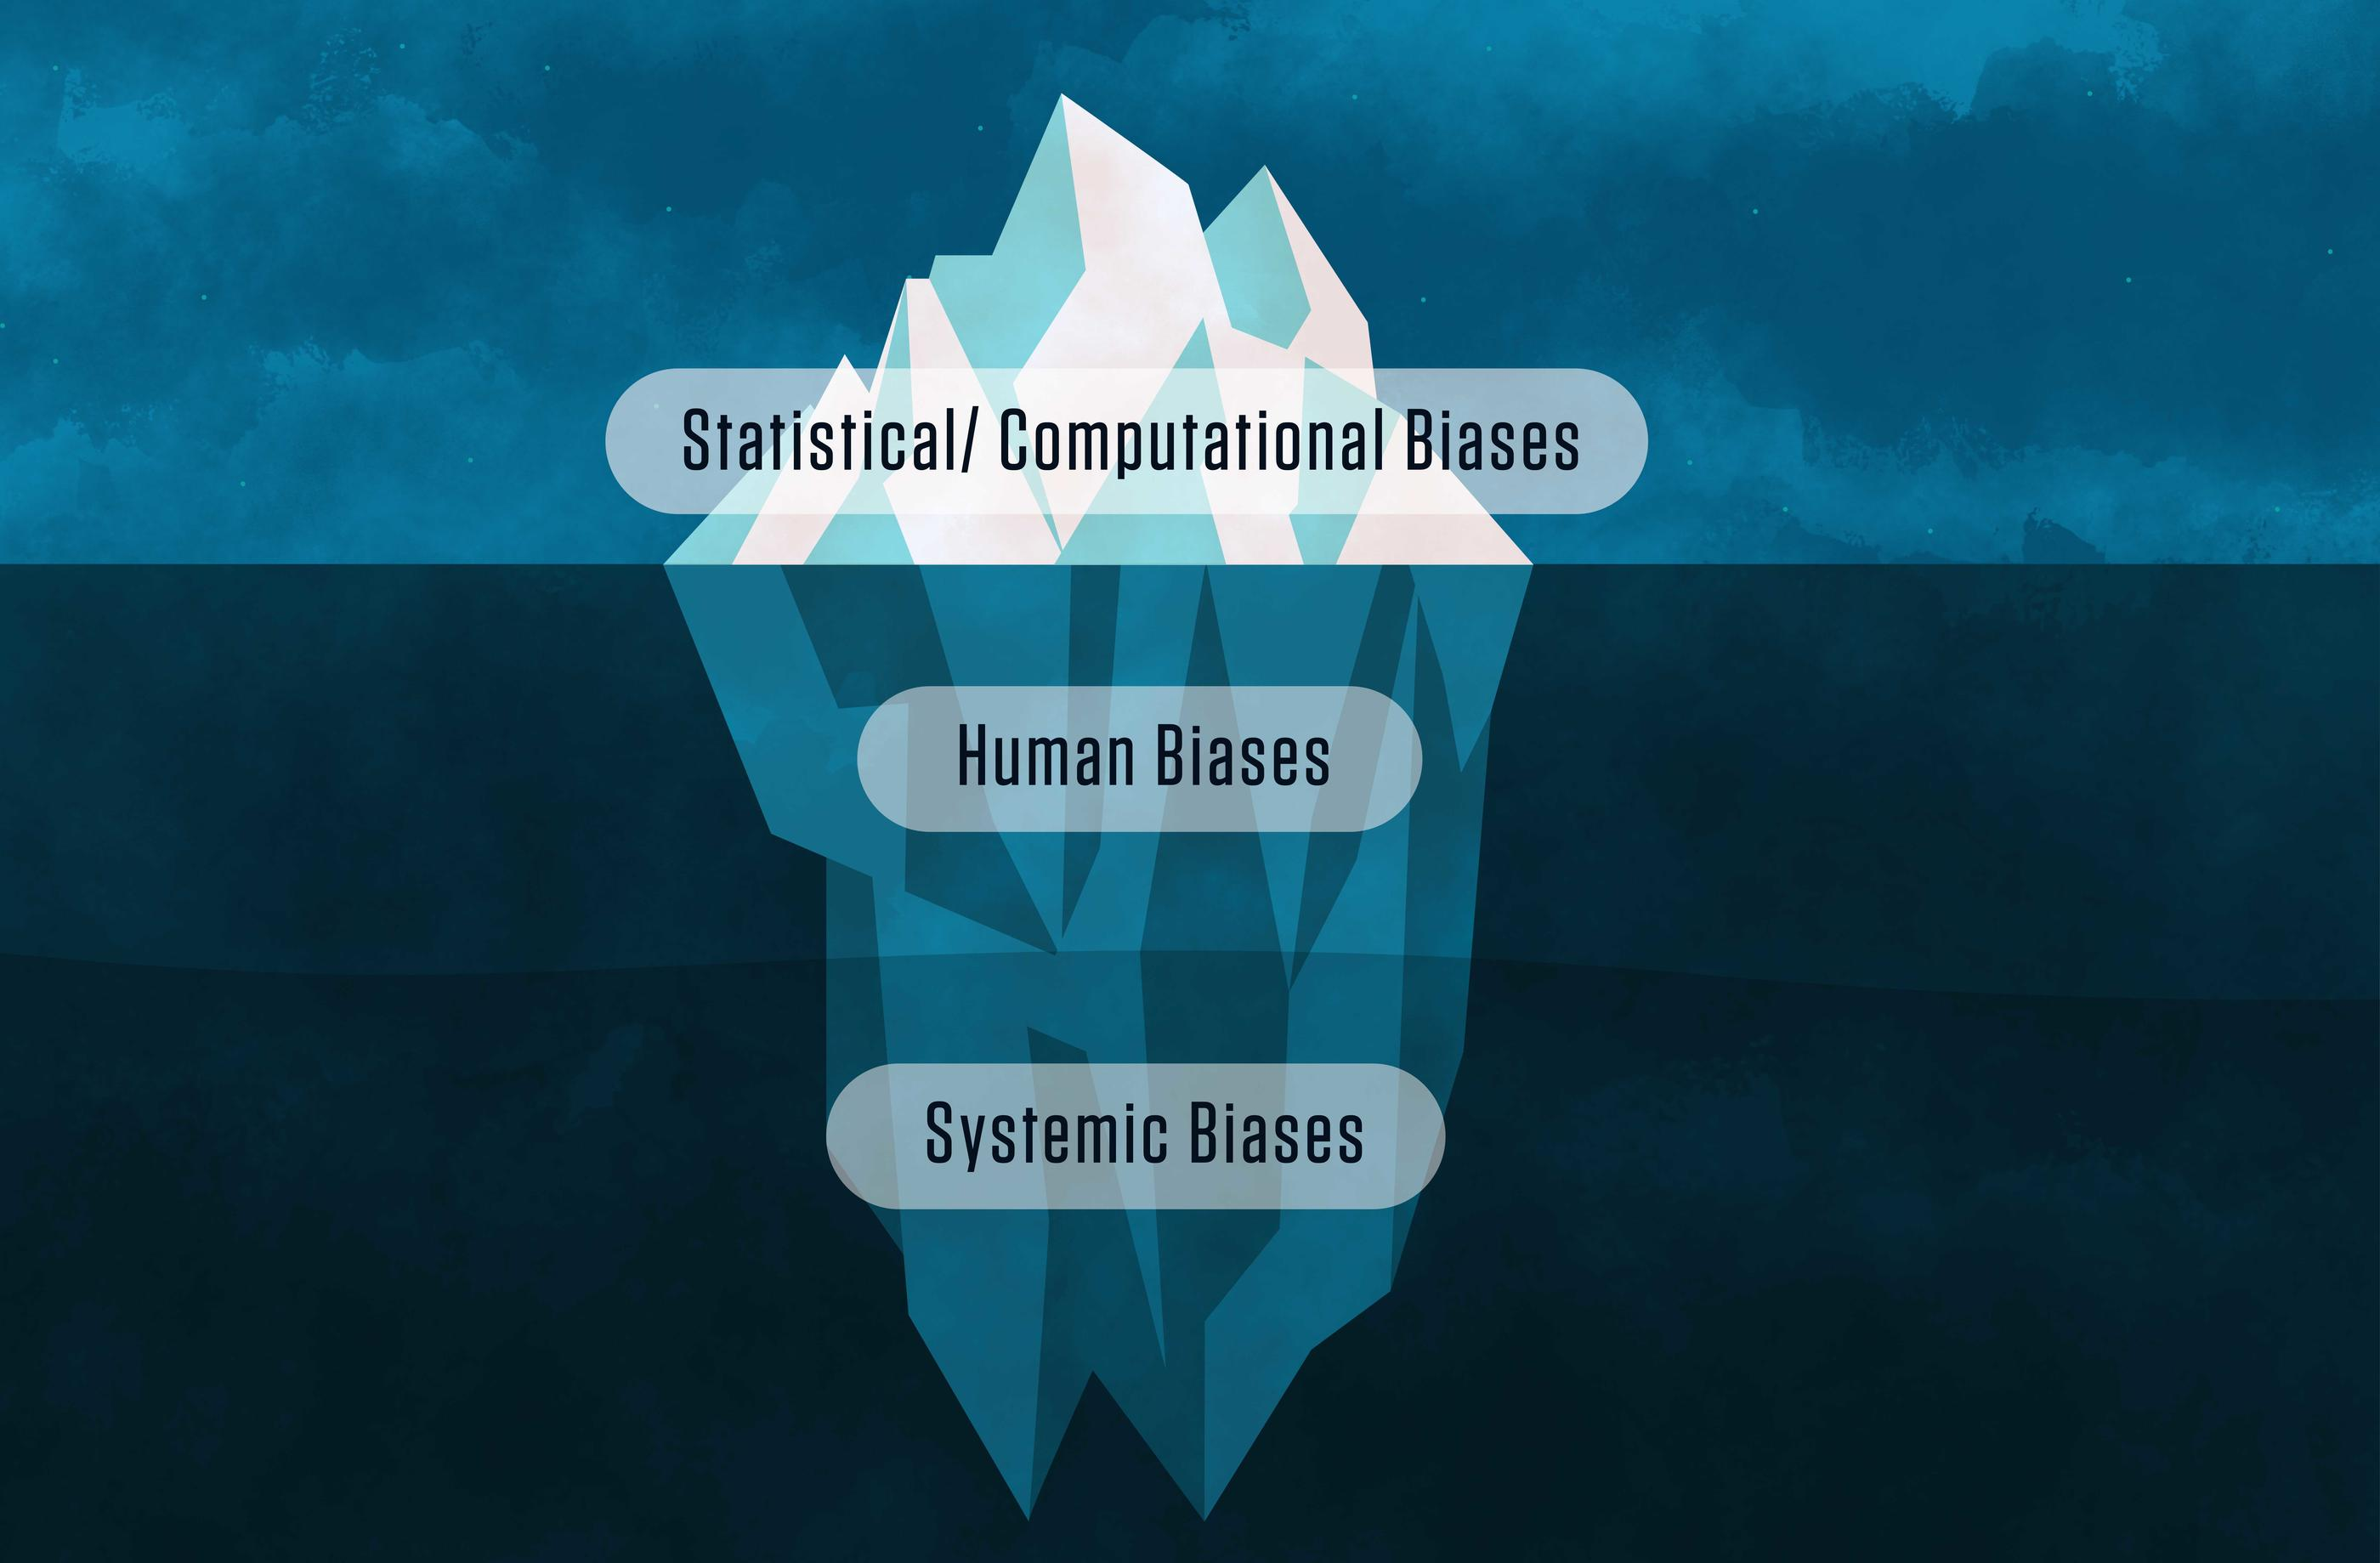 Statistical/ Computational Biases
Human Biases
Systemic Biases